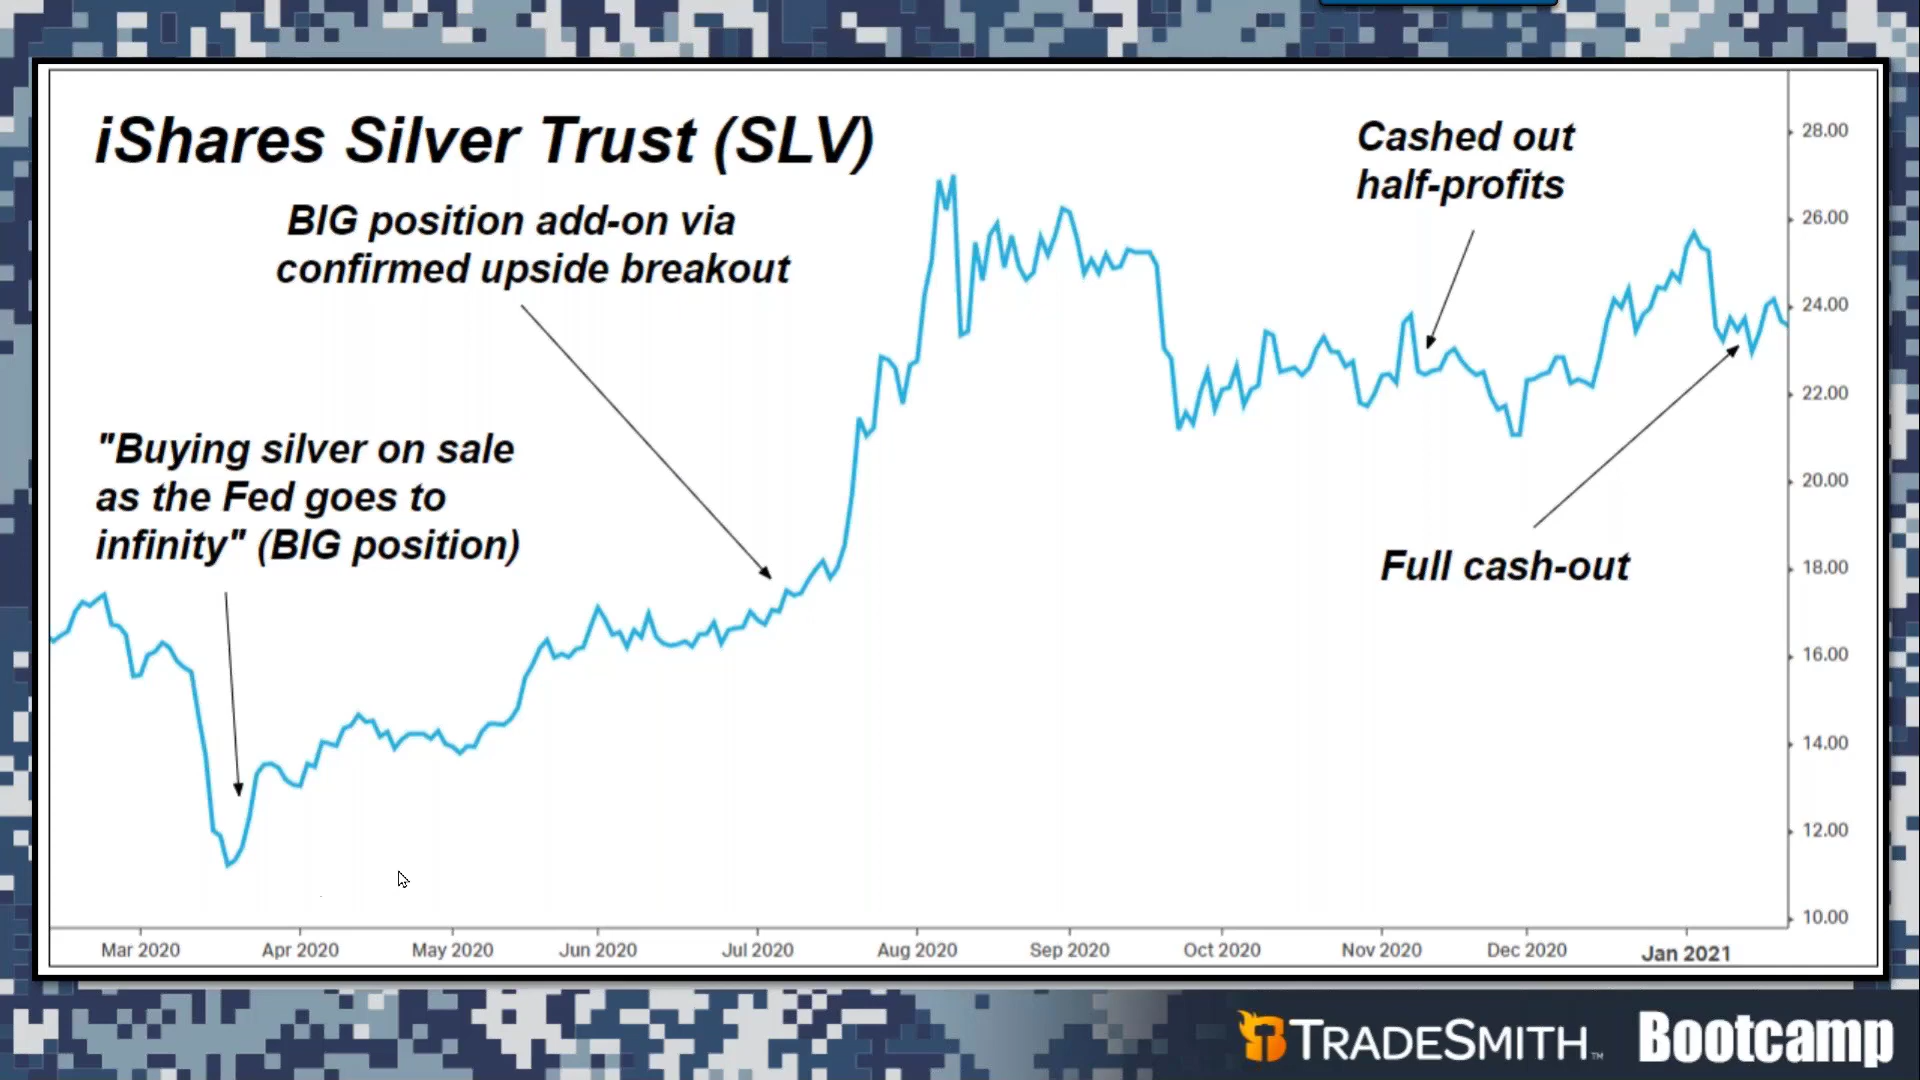 iShares Silver Trust (SLV)
BIG position add-on via
confirmed upside breakout
"Buying silver on sale
as the Fed goes to
infinity" (BIG position)
Cashed out
half-profits
Full cash-out
28.00
26.00
24.00
22.00
20.00
18.00
16.00
14.00
12.00
10.00
Mar 2020 Apr 2020 May 2020 Jun 2020 Jul 2020 Aug 2020 Sep 2020 Oct 2020 Nov 2020 Dec 2020 Jan 2021
TRADESMITH™ Bootcamp